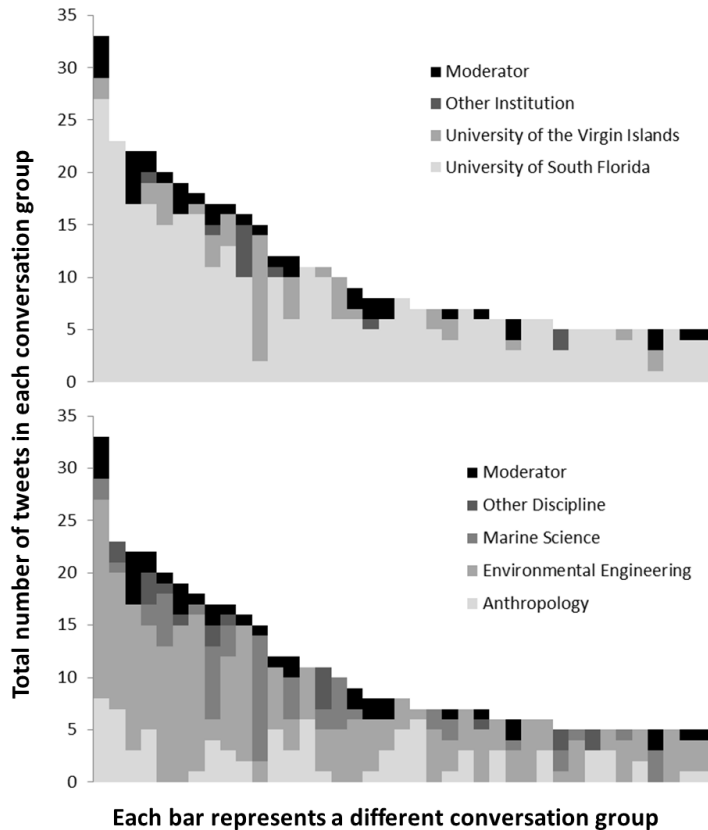 35
30
25
20
15
10
5
0
Moderator
Other Institution
University of the Virgin Islands
University of South Florida
Total number of tweets in each conversation group
35
30
25
20
15
10
5
0
Moderator
Other Discipline
Marine Science
Environmental Engineering
Anthropology
Each bar represents a different conversation group